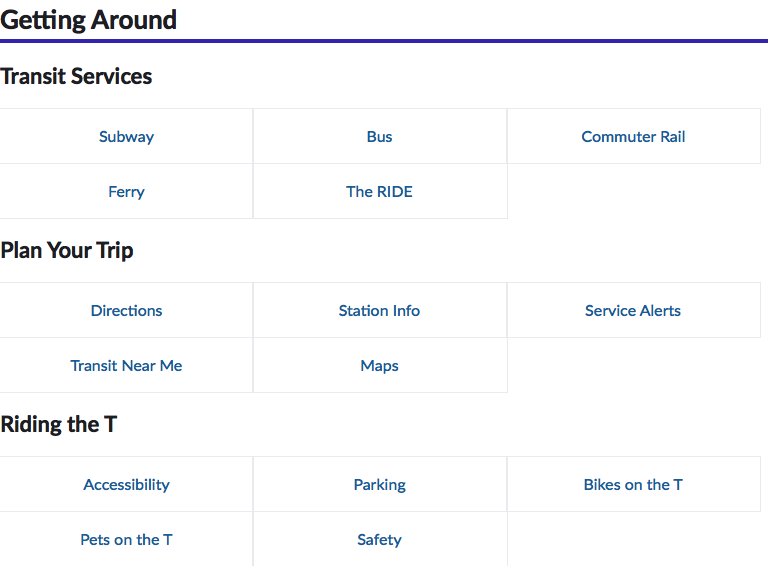 Getting Around
Transit Services
Subway
Bus
Commuter Rail
Ferry
The RIDE
Plan Your Trip
Directions
Station Info
Service Alerts
Transit Near Me
Maps
Riding the T
Accessibility
Parking
Bikes on the T
Pets on the T
Safety